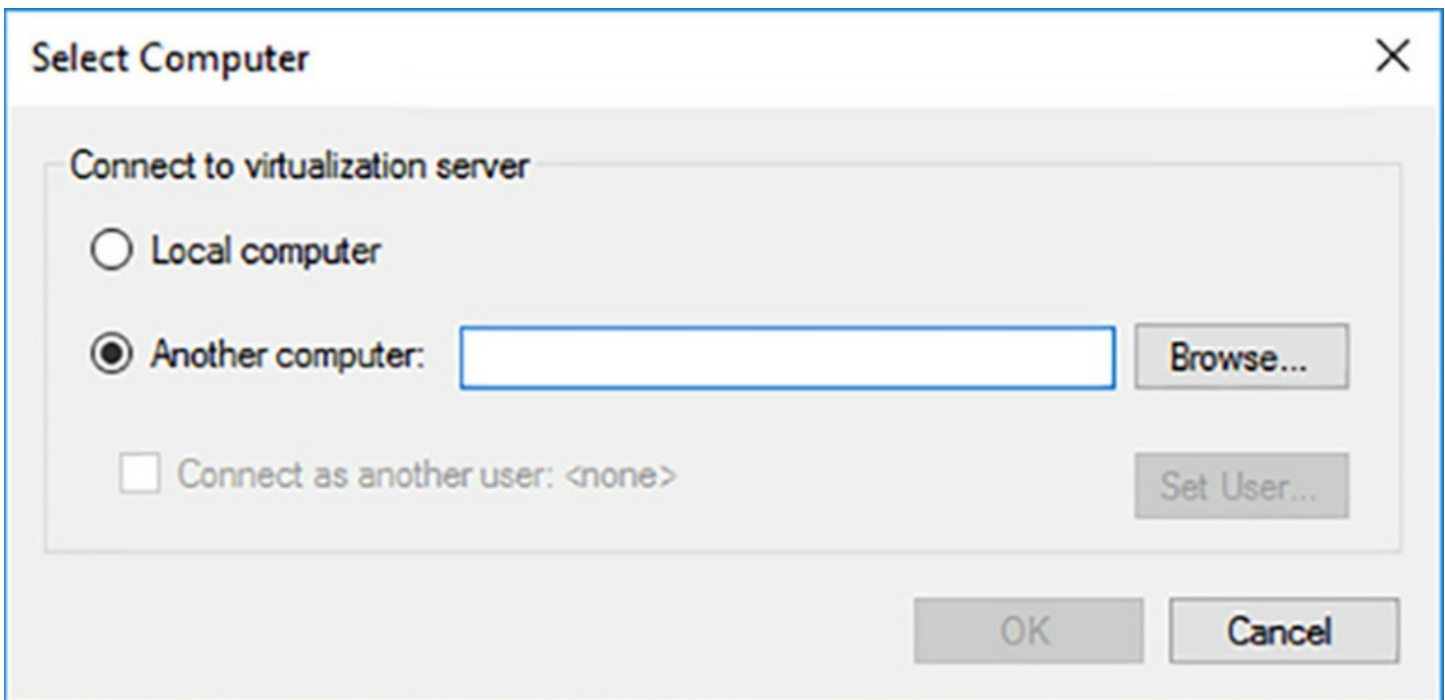 Select Computer
Connect to virtualization server
Local computer
Another computer: Browse...
Connect as another user: <none> Set User...
OK Cancel